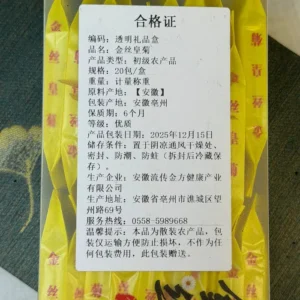 合格证
编码：透明礼品盒
品名：金丝皇菊
产品类型：初级农产品
规格：20包/盒
重量：计量称重
原料产地：【安徽】
包装产地：安徽亳州
保质期：6个月
等级：优质
产品包装日期：2025年12月15日
储存条件：置于阴凉通风干燥处、
密封、防潮、防蛀（拆封后冷藏保
存）。
生产企业：安徽流传金方健康产业
有限公司
生产地址：安徽省亳州市谯城区望
州路69号
服务热线：0558-5989668
温馨提示：本品为散装农产品，包
装仅运输方便防止损坏，不作为任
何包装售卖，此包装赠送。